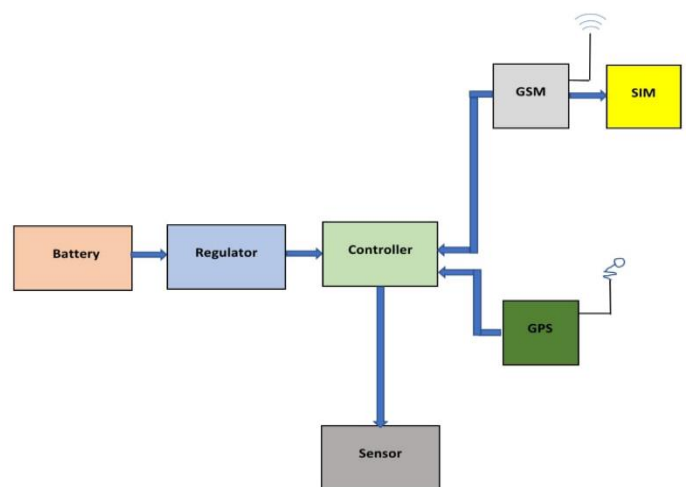 GSM
SIM
Battery
Regulator
Controller
GPS
Sensor